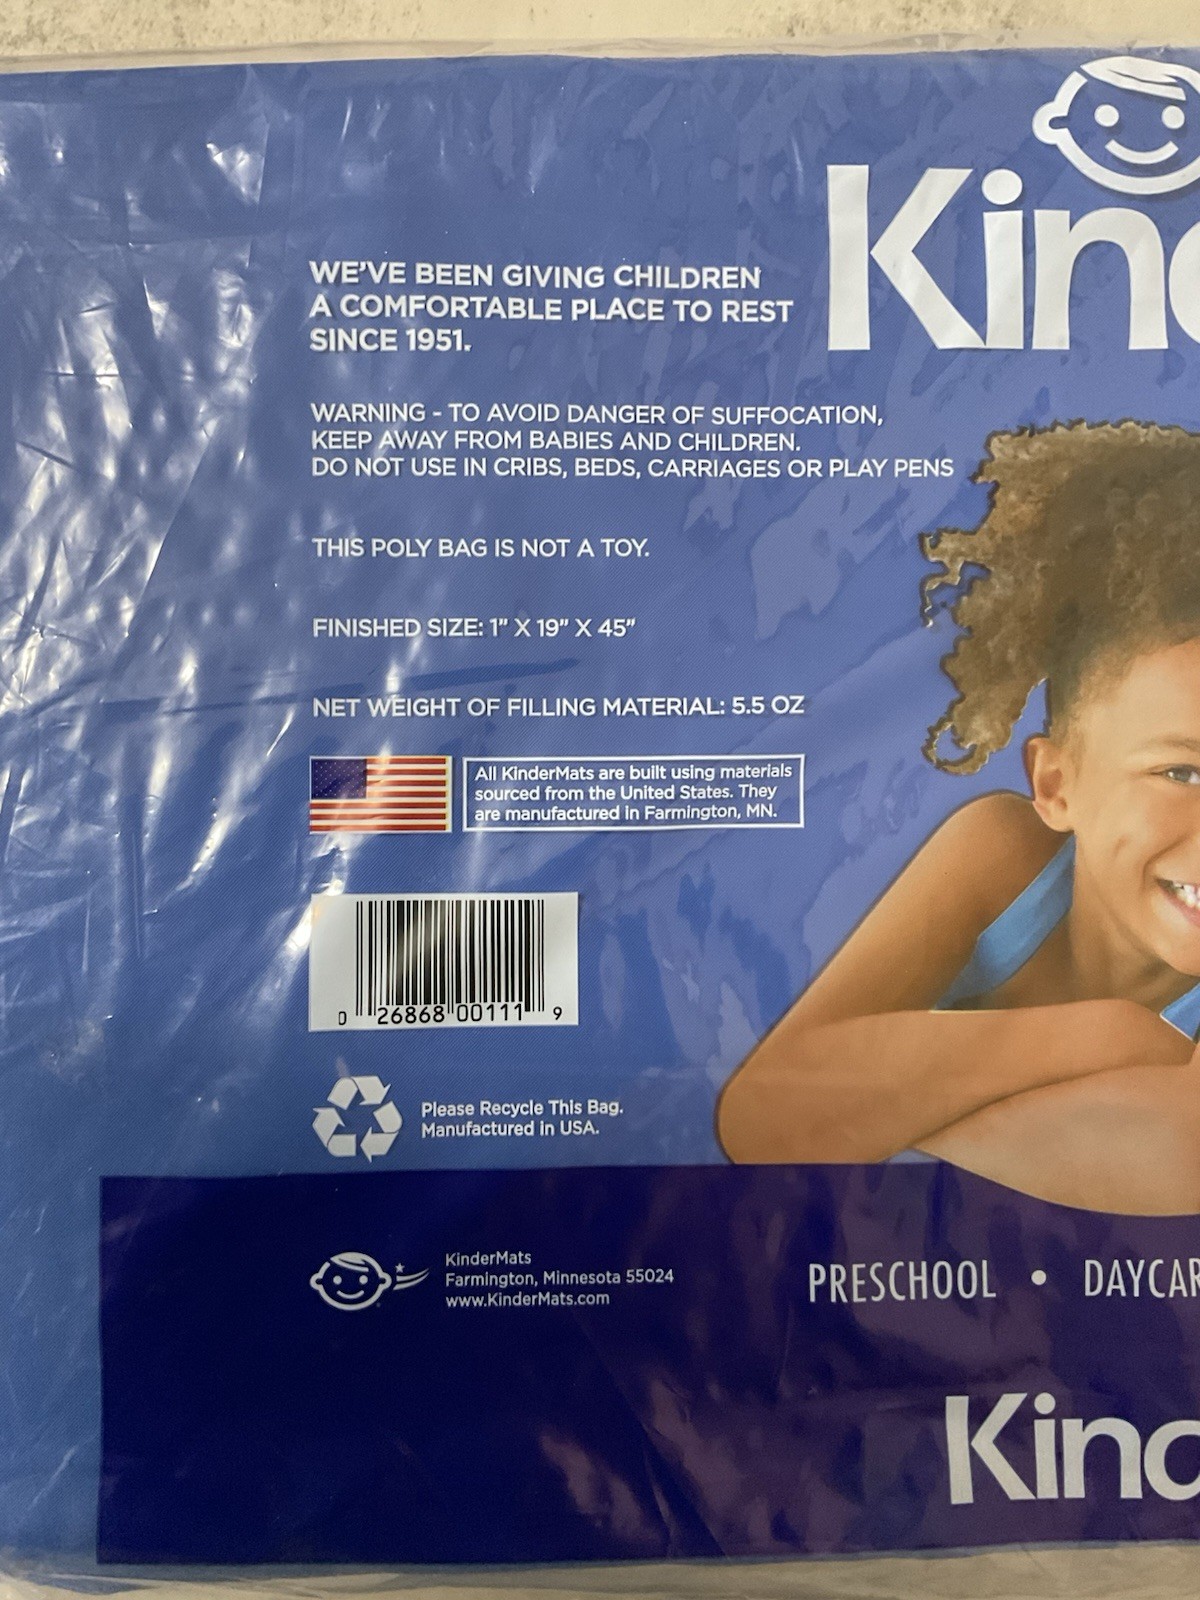 WE'VE BEEN GIVING CHILDREN
A COMFORTABLE PLACE TO REST
SINCE 1951.
WARNING - TO AVOID DANGER OF SUFFOCATION,
KEEP AWAY FROM BABIES AND CHILDREN.
DO NOT USE IN CRIBS, BEDS, CARRIAGES OR PLAY PENS
THIS POLY BAG IS NOT A TOY.
FINISHED SIZE: 1” X 19” X 45”
NET WEIGHT OF FILLING MATERIAL: 5.5 OZ
All KinderMats are built using materials
sourced from the United States. They
are manufactured in Farmington, MN.
0 26868 00111 9
Please Recycle This Bag.
Manufactured in USA.
KinderMats
Farmington, Minnesota 55024
www.KinderMats.com
PRESCHOOL • DAYCAR
Kin
Kind